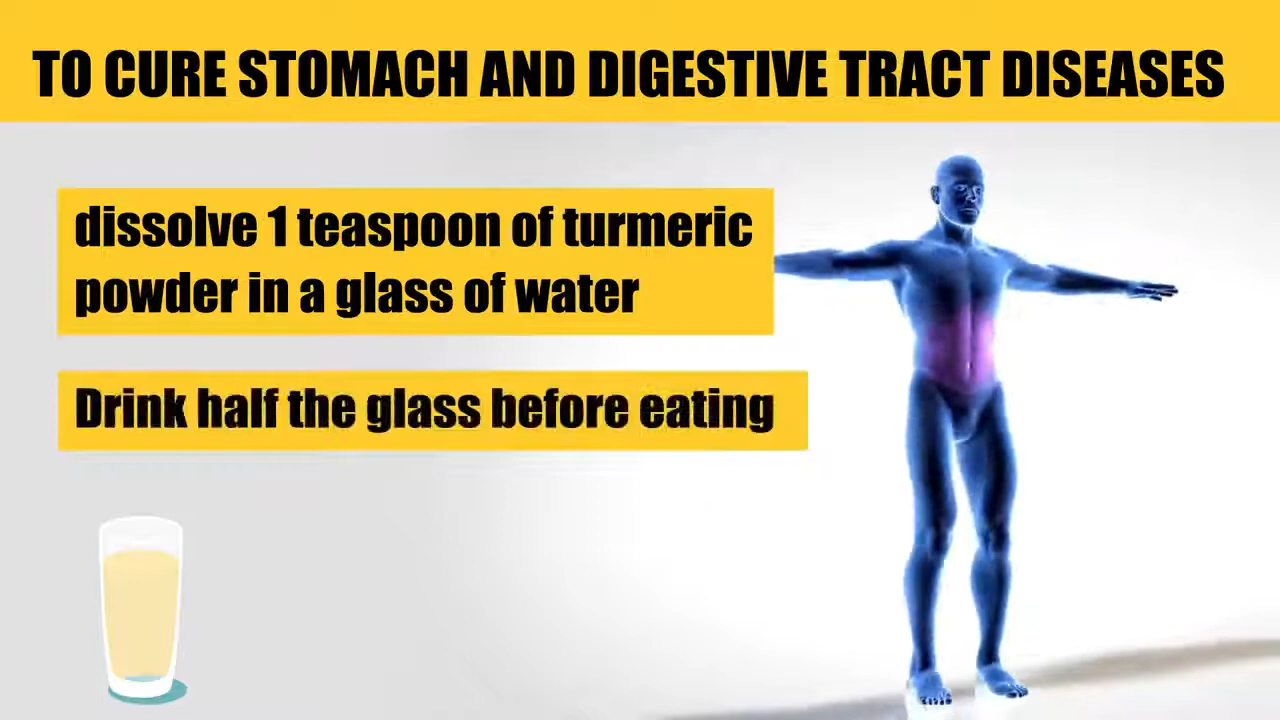 TO CURE STOMACH AND DIGESTIVE TRACT DISEASES
dissolve 1 teaspoon of turmeric
powder in a glass of water
Drink half the glass before eating